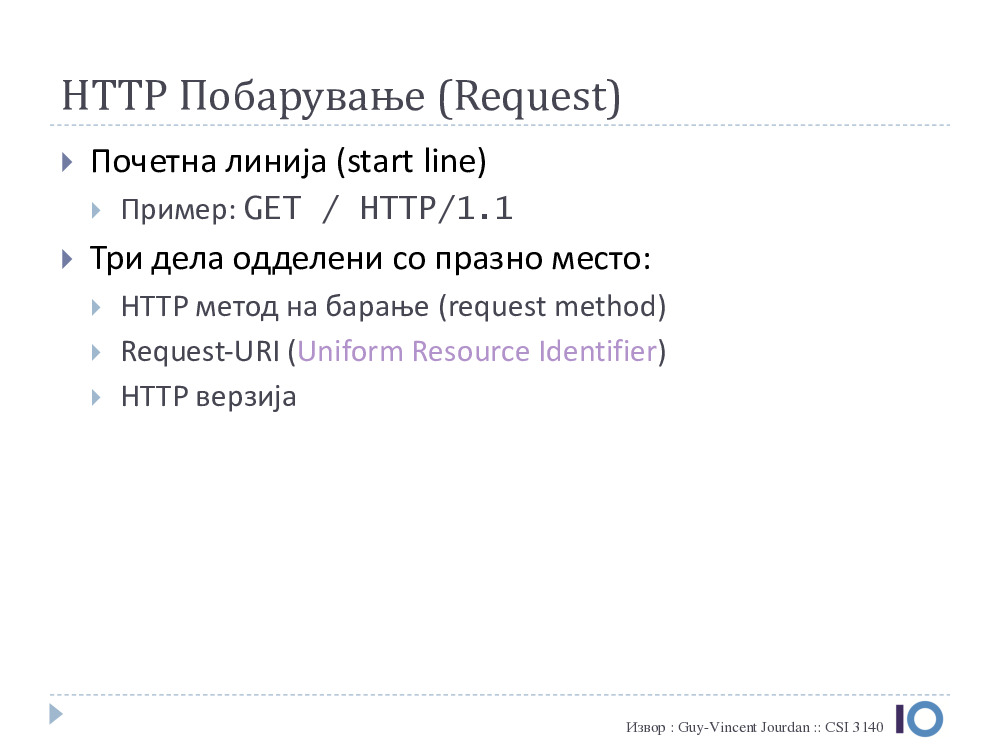 HTTP Побарување (Request)
Почетна линија (start line)
Пример: GET / HTTP/1.1
Три дела одделени со празно место:
HTTP метод на барање (request method)
Request-URI (Uniform Resource Identifier)
HTTP верзија
Извор : Guy-Vincent Jourdan :: CSI 3140